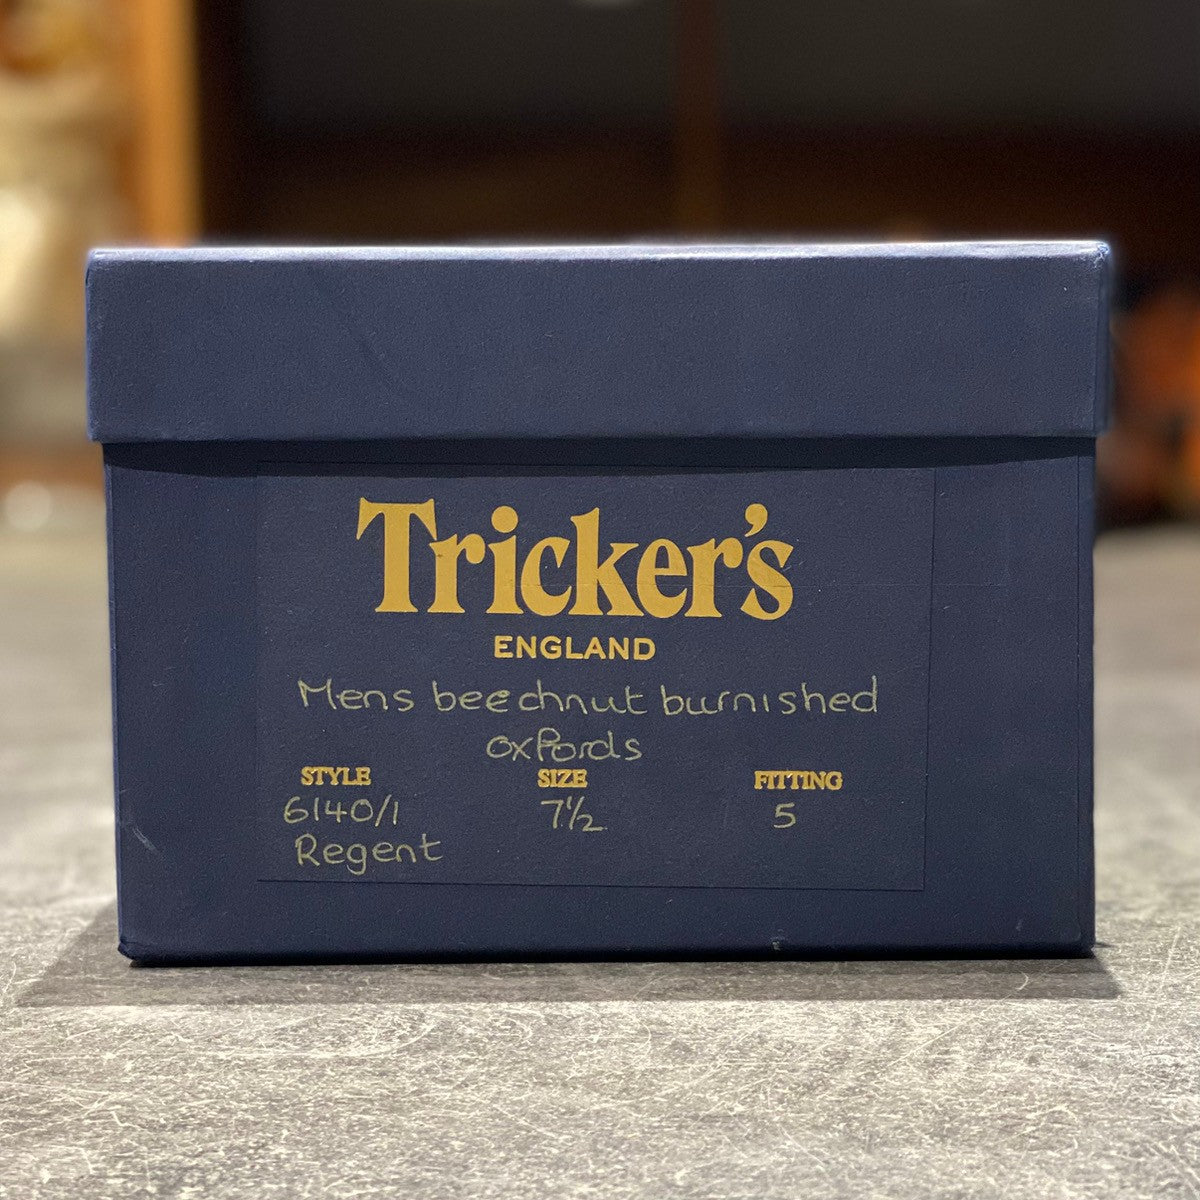 Tricker's
ENGLAND
Mens beechnut burnished
oxfords
STYLE SIZE FITTING
6140/1 7½ 5
Regent